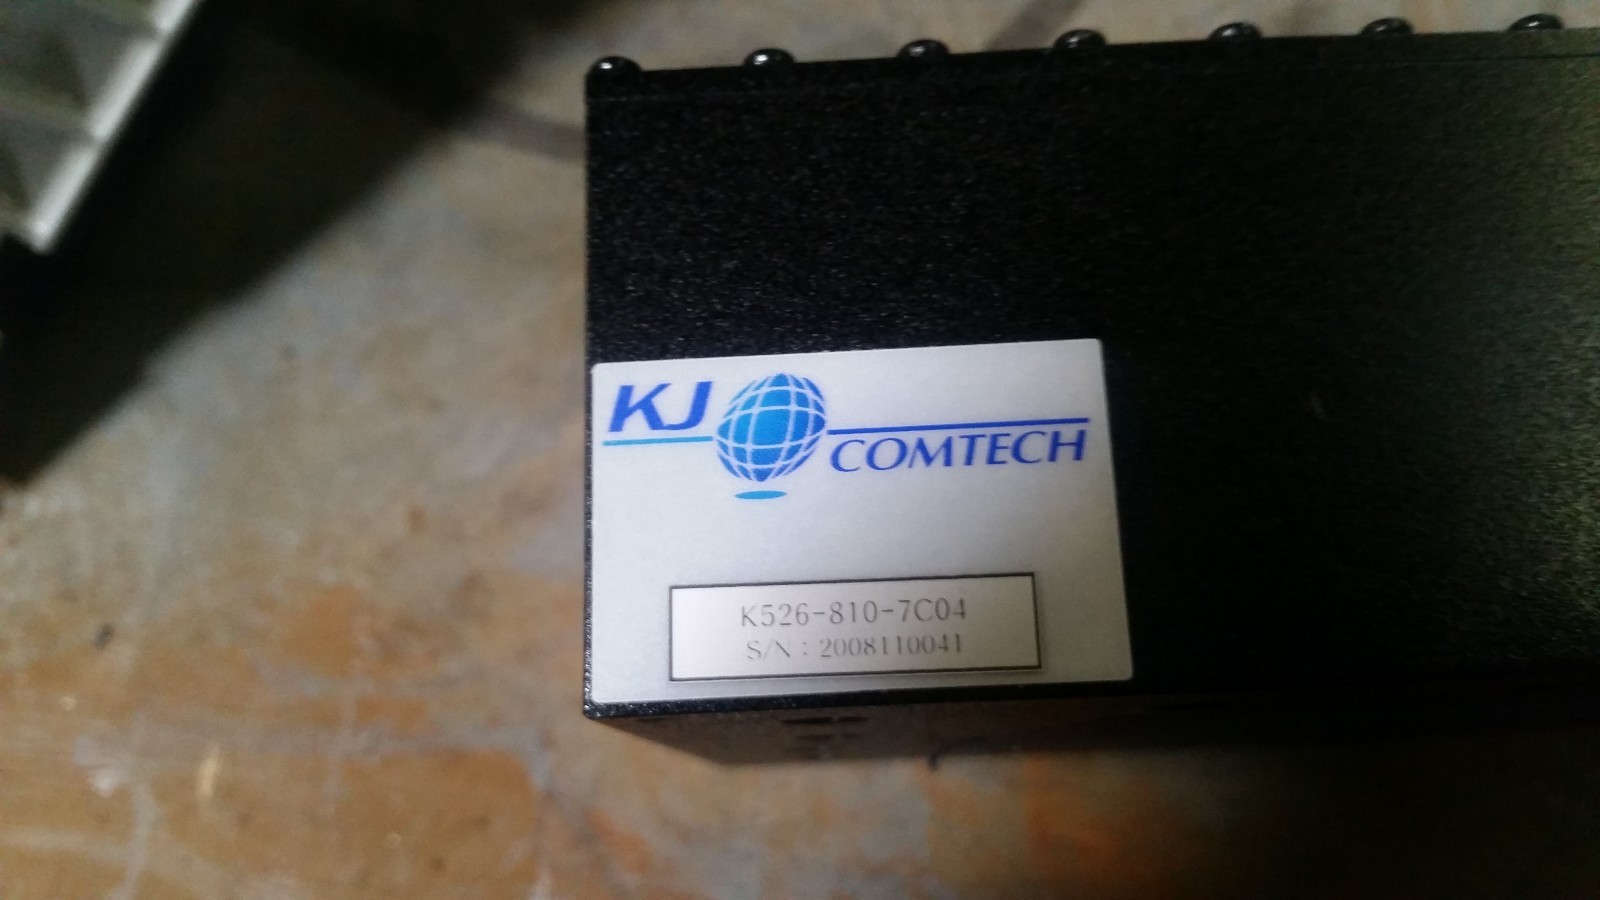 KJ
COMTECH
K526-810-7C04
S/N : 2008110041